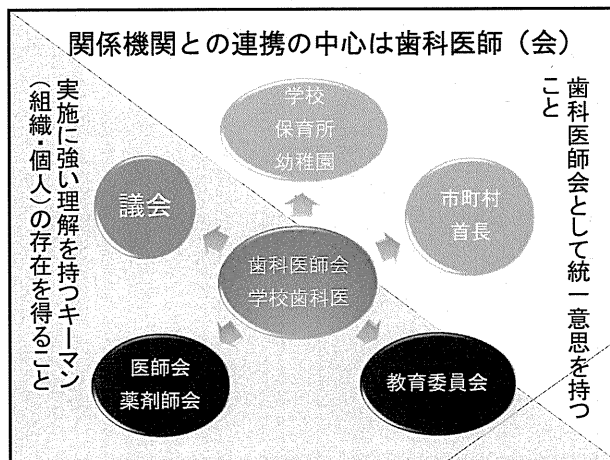 関係機関との連携の中心は歯科医師（会）
歯科医師会として統一意思を持つ
こと
実施に強い理解を持つキーマン
（組織・個人）の存在を得ること
学校
保育所
幼稚園
議会
市町村
首長
歯科医師会
学校歯科医
医師会
薬剤師会
教育委員会